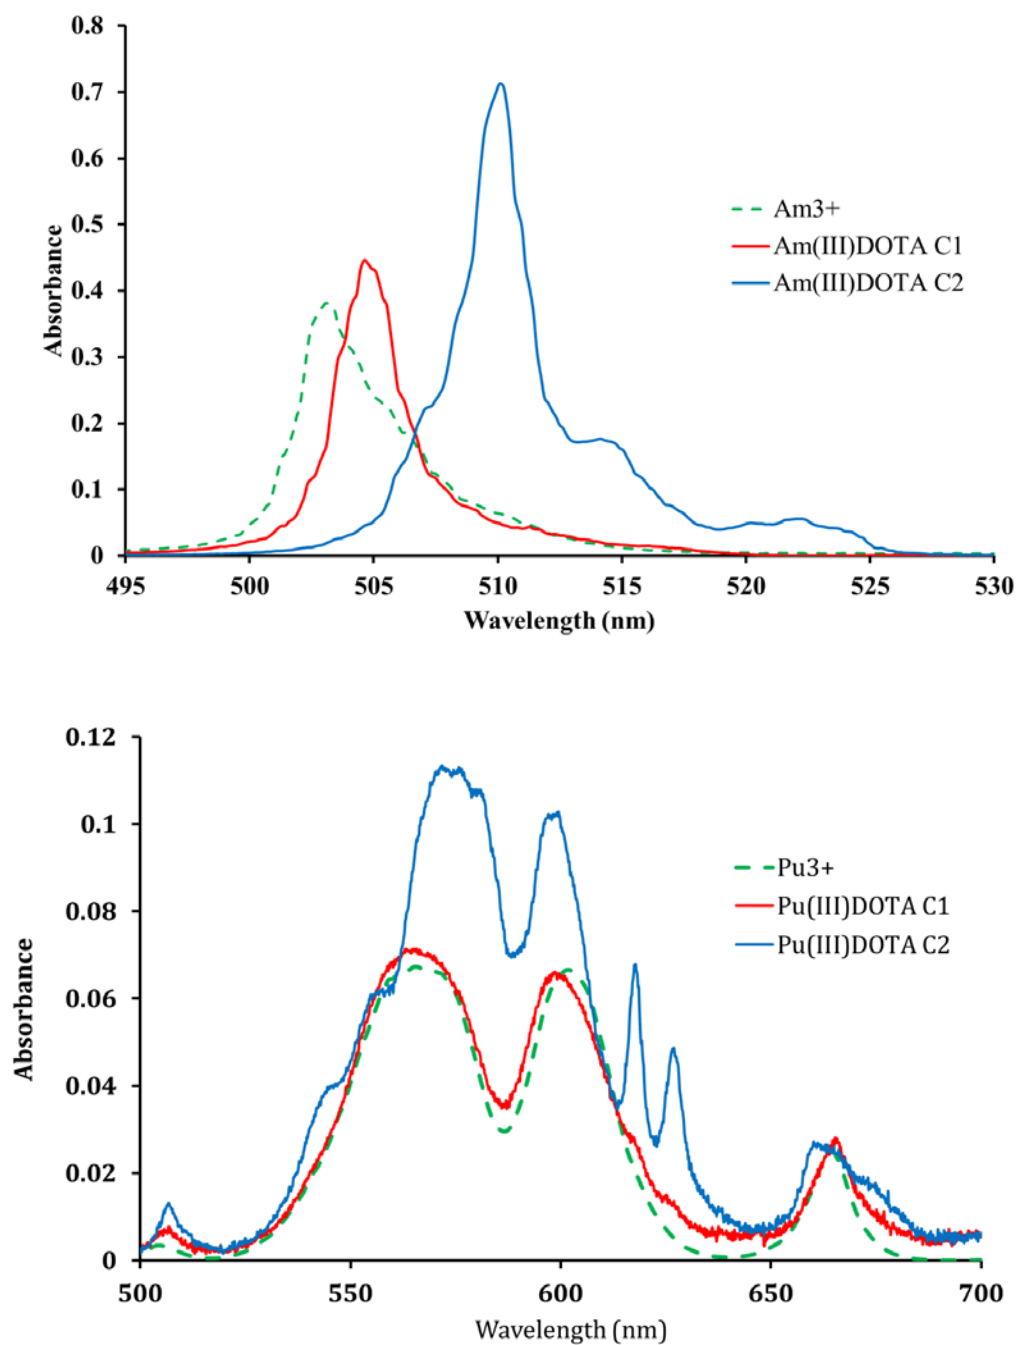 0.8
0.7
0.6
0.5
0.4
0.3
0.2
0.1
0
Absorbance
Am3+
Am(III)DOTA C1
Am(III)DOTA C2
495 500 505 510 515 520 525 530
Wavelength (nm)
0.12
0.1
0.08
0.06
0.04
0.02
0
Absorbance
Pu3+
Pu(III)DOTA C1
Pu(III)DOTA C2
500 550 600 650 700
Wavelength (nm)